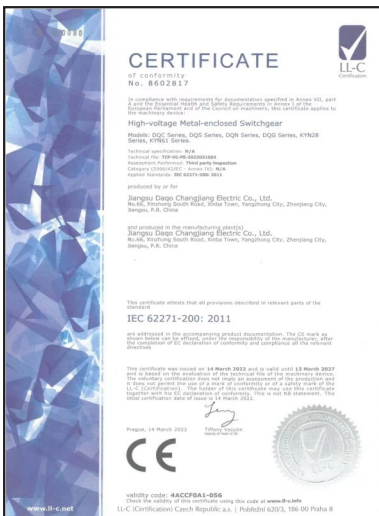 CERTIFICATE
of conformity
No. 8602817
LL-C
Certification
In compliance with requirements for documentation specified in Annex VII, part
A and the Essential Health and Safety Requirements in Annex I of the
European Parliament and of the Council on machinery, this certificate applies to
the machinery device:
High-voltage Metal-enclosed Switchgear
Models: DQC Series, DQS Series, DQN Series, DQG Series, KYN28
Series, KYN61 Series.
Technical specification: N/A
Technical file:
Assessment Performed: Third party inspection
Category (2006/42/EC - Annex IV): N/A
Applied Standards: IEC 62271-200: 2011
produced by or for
Jiangsu Daqo Changjiang Electric Co., Ltd.
No.66, Xinzhong South Road, Xinba Town, Yangzhong City, Zhenjiang City,
Jiangsu, P.R. China
and produced in the manufacturing plant(s)
Jiangsu Daqo Changjiang Electric Co., Ltd.
No.66, Xinzhong South Road, Xinba Town, Yangzhong City, Zhenjiang City,
Jiangsu, P.R. China
This certificate attests that all provisions described in relevant parts of the
standard
IEC 62271-200: 2011
are addressed in the accompanying product documentation. The CE mark as
shown below can be affixed, under the responsibility of the manufacturer, after
the completion of EC declaration of conformity and compliance all the relevant
directives
This certificate was issued on 14 March 2022 and is valid until 13 March 2027
and is based on the evaluation of the technical file of the machinery device.
The voluntary certification does not imply an assessment of the production and
it does not permit the use of a mark of conformity or of a safety mark of the
LL-C (Certification). The holder of this certificate may use this certificate
together with his EC declaration of conformity. This is not NB statement. The
initial certification date of issue is 14 March 2022.
Prague, 14 March 2022
Tiffany Vasuke
CE
validity code: 4ACCF0A1-056
Check the validity of this certificate using this code at www.ll-c.info
www.ll-c.net
LL-C (Certification) Czech Republic a.s. | Pobřežní 620/3, 186 00 Praha 8